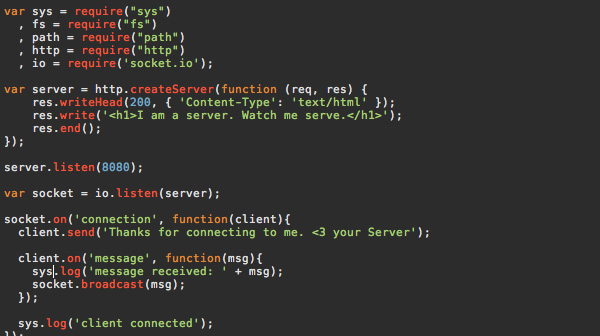 var sys = require("sys")
  , fs = require("fs")
  , path = require("path")
  , http = require("http")
  , io = require('socket.io');

var server = http.createServer(function (req, res) {
    res.writeHead(200, { 'Content-Type': 'text/html' });
    res.write('<h1>I am a server. Watch me serve.</h1>');
    res.end();
});

server.listen(8080);

var socket = io.listen(server);

socket.on('connection', function(client){
  client.send('Thanks for connecting to me. <3 your Server');

  client.on('message', function(msg){
    sys.log('message received: ' + msg);
    socket.broadcast(msg);
  });

  sys.log('client connected');
});